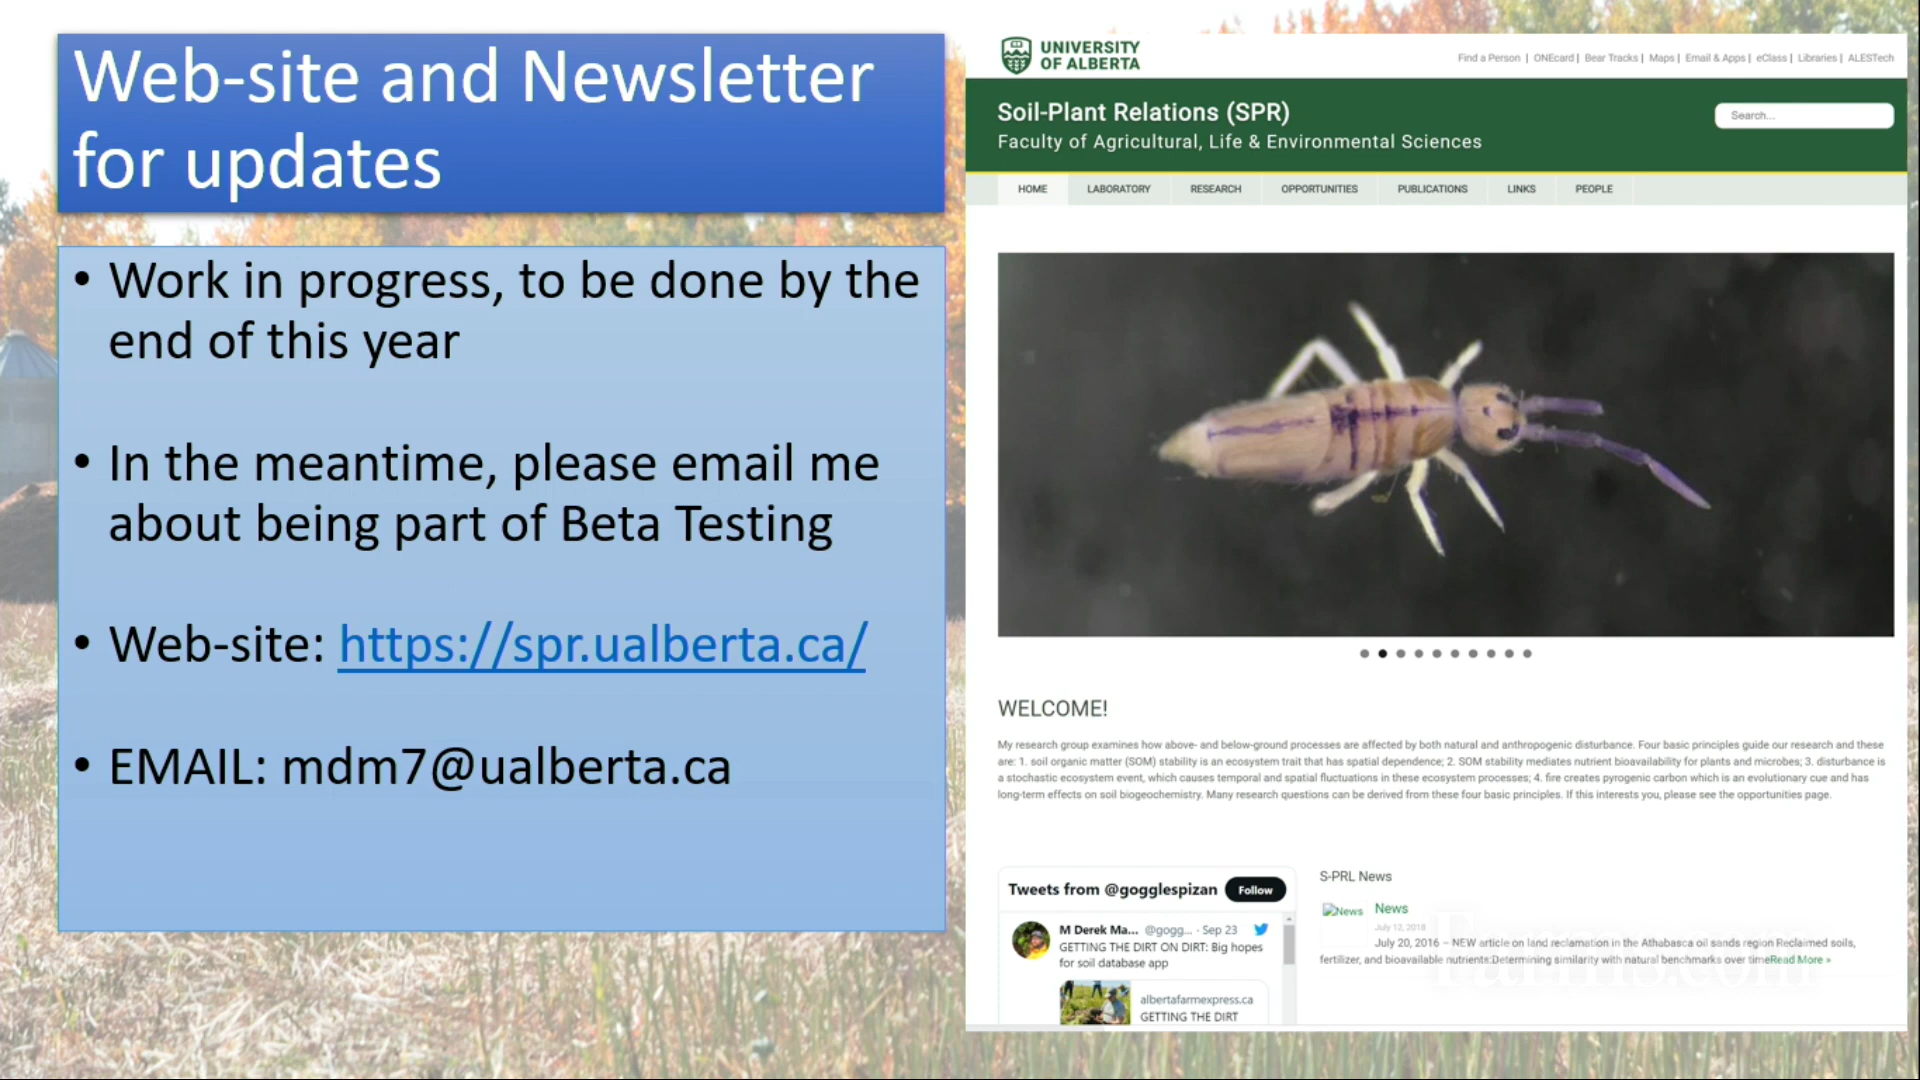 Web-site and Newsletter
for updates
• Work in progress, to be done by the
end of this year
• In the meantime, please email me
about being part of Beta Testing
• Web-site: https://spr.ualberta.ca/
• EMAIL: mdm7@ualberta.ca
UNIVERSITY
OF ALBERTA
Find a Person | ONEcard | Bear Tracks | Maps | Email & Apps | eClass | Libraries | ALESTech
Soil-Plant Relations (SPR)
Faculty of Agricultural, Life & Environmental Sciences
Search...
HOME LABORATORY RESEARCH OPPORTUNITIES PUBLICATIONS LINKS PEOPLE
WELCOME!
My research group examines how above- and below-ground processes are affected by both natural and anthropogenic disturbance. Four basic principles guide our research and these
are: 1. soil organic matter (SOM) stability is an ecosystem trait that has spatial dependence; 2. SOM stability mediates nutrient bioavailability for plants and microbes; 3. disturbance is
a stochastic ecosystem event, which causes temporal and spatial fluctuations in these ecosystem processes; 4. fire creates pyrogenic carbon which is an evolutionary cue and has
long-term effects on soil biogeochemistry. Many research questions can be derived from these four basic principles. If this interests you, please see the opportunities page.
Tweets from @gogglespizan Follow
M Derek Ma... @gogg... · Sep 23
GETTING THE DIRT ON DIRT: Big hopes
for soil database app
albertafarmexpress.ca
GETTING THE DIRT
S-PRL News
News News
July 12, 2018
July 20, 2016 – NEW article on land reclamation in the Athabasca oil sands region Reclaimed soils,
fertilizer, and bioavailable nutrients:Determining similarity with natural benchmarks over timeRead More »
Farms.com